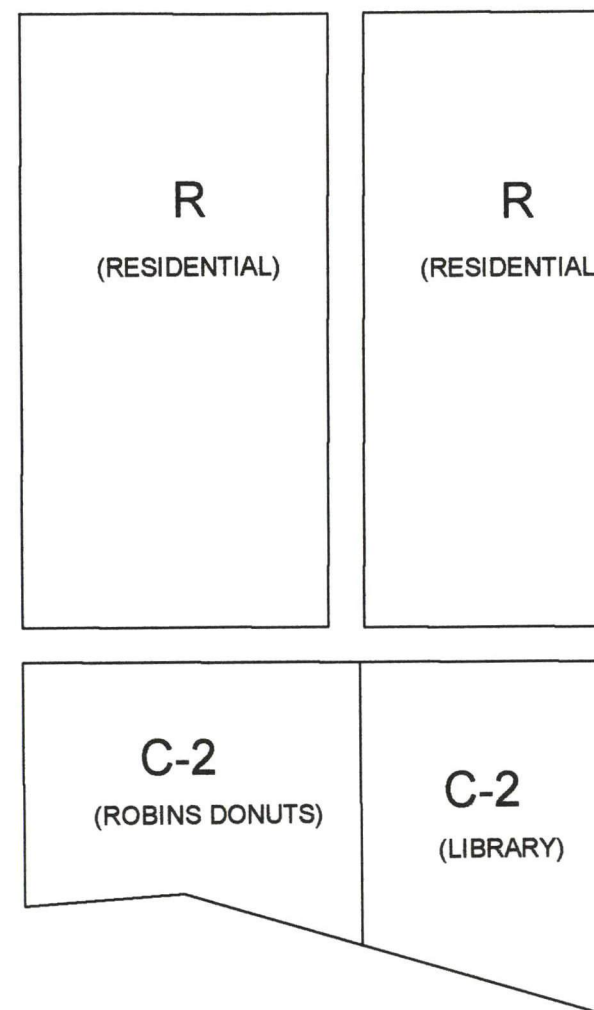 R
(RESIDENTIAL)
R
(RESIDENTIAL
C-2
(ROBINS DONUTS)
C-2
(LIBRARY)